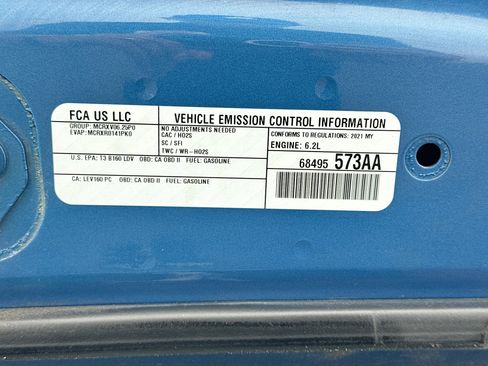 FCA US LLC
GROUP: MCRXV06.25P0
EVAP: MCRXR0141PK0
VEHICLE EMISSION CONTROL INFORMATION
NO ADJUSTMENTS NEEDED
CAC / HO2S
SC / SFI
TWC / WR-HO2S
CONFORMS TO REGULATIONS: 2021 MY
ENGINE: 6.2L
68495 573AA
U.S. EPA: 13 B160 LDV OBD: CA OBD II FUEL: GASOLINE
CA: LEV160 PC OBD: CA OBD II FUEL: GASOLINE